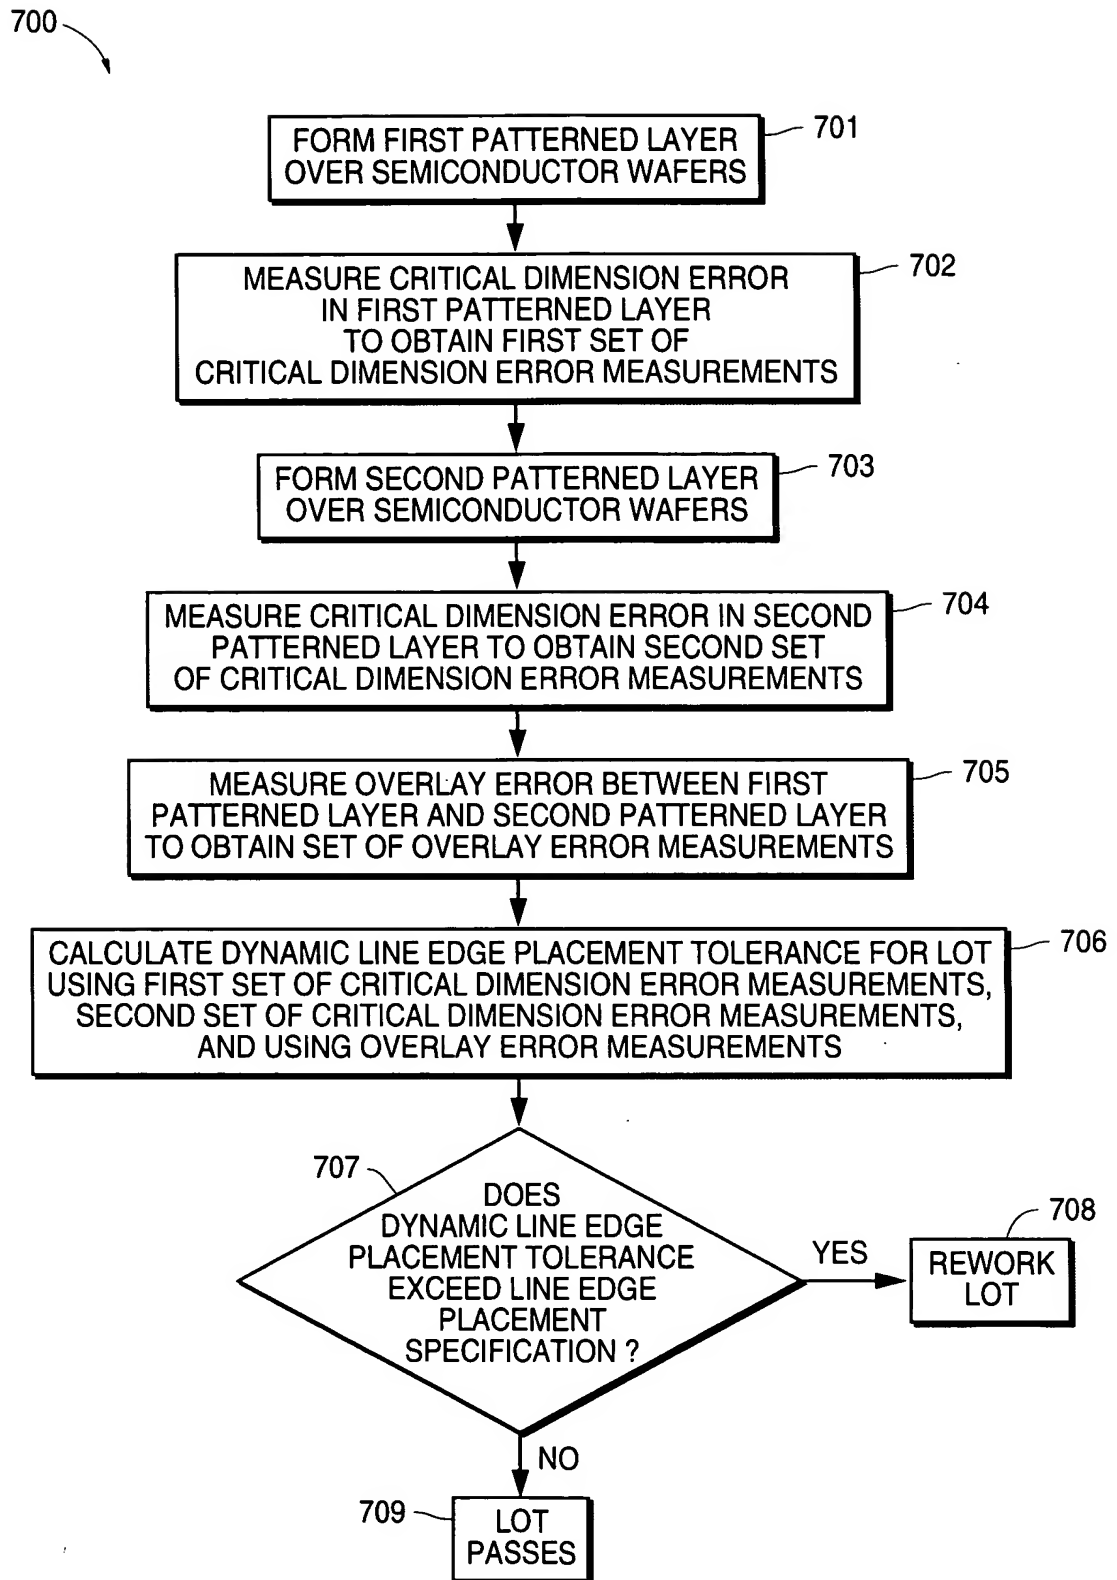 700
FORM FIRST PATTERNED LAYER
OVER SEMICONDUCTOR WAFERS
701
MEASURE CRITICAL DIMENSION ERROR
IN FIRST PATTERNED LAYER
TO OBTAIN FIRST SET OF
CRITICAL DIMENSION ERROR MEASUREMENTS
702
FORM SECOND PATTERNED LAYER
OVER SEMICONDUCTOR WAFERS
703
MEASURE CRITICAL DIMENSION ERROR IN SECOND
PATTERNED LAYER TO OBTAIN SECOND SET
OF CRITICAL DIMENSION ERROR MEASUREMENTS
704
MEASURE OVERLAY ERROR BETWEEN FIRST
PATTERNED LAYER AND SECOND PATTERNED LAYER
TO OBTAIN SET OF OVERLAY ERROR MEASUREMENTS
705
CALCULATE DYNAMIC LINE EDGE PLACEMENT TOLERANCE FOR LOT
USING FIRST SET OF CRITICAL DIMENSION ERROR MEASUREMENTS,
SECOND SET OF CRITICAL DIMENSION ERROR MEASUREMENTS,
AND USING OVERLAY ERROR MEASUREMENTS
706
707
DOES
DYNAMIC LINE EDGE
PLACEMENT TOLERANCE
EXCEED LINE EDGE
PLACEMENT
SPECIFICATION ?
YES
708
REWORK
LOT
NO
709
LOT
PASSES